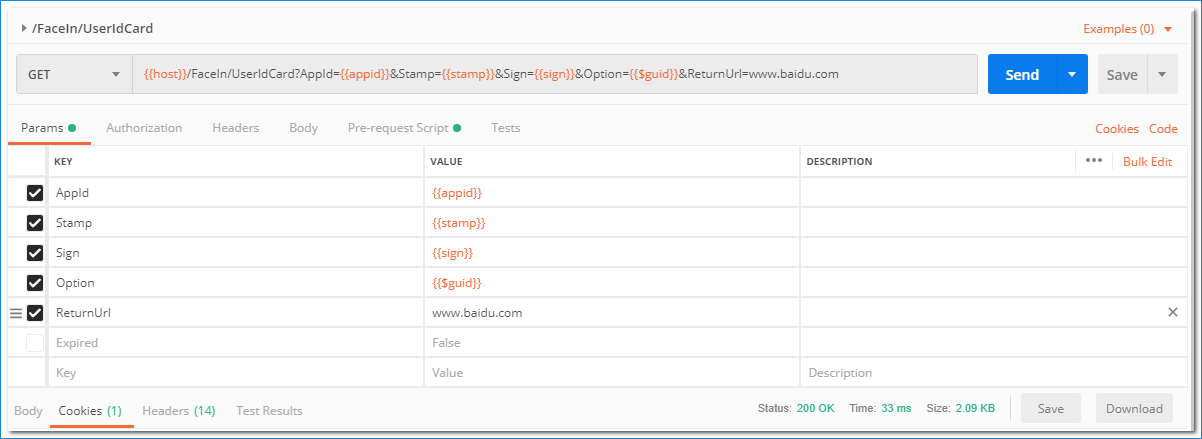 /FaceIn/UserIdCard
Examples (0)
GET
{{host}}/FaceIn/UserIdCard?AppId={{appid}}&Stamp={{stamp}}&Sign={{sign}}&Option={{$guid}}&ReturnUrl=www.baidu.com
Send
Save
Params
Authorization
Headers
Body
Pre-request Script
Tests
Cookies
Code
KEY
VALUE
DESCRIPTION
•••
Bulk Edit
AppId
{{appid}}
Stamp
{{stamp}}
Sign
{{sign}}
Option
{{$guid}}
ReturnUrl
www.baidu.com
Expired
False
Key
Value
Description
Body
Cookies (1)
Headers (14)
Test Results
Status: 200 OK
Time: 33 ms
Size: 2.09 KB
Save
Download